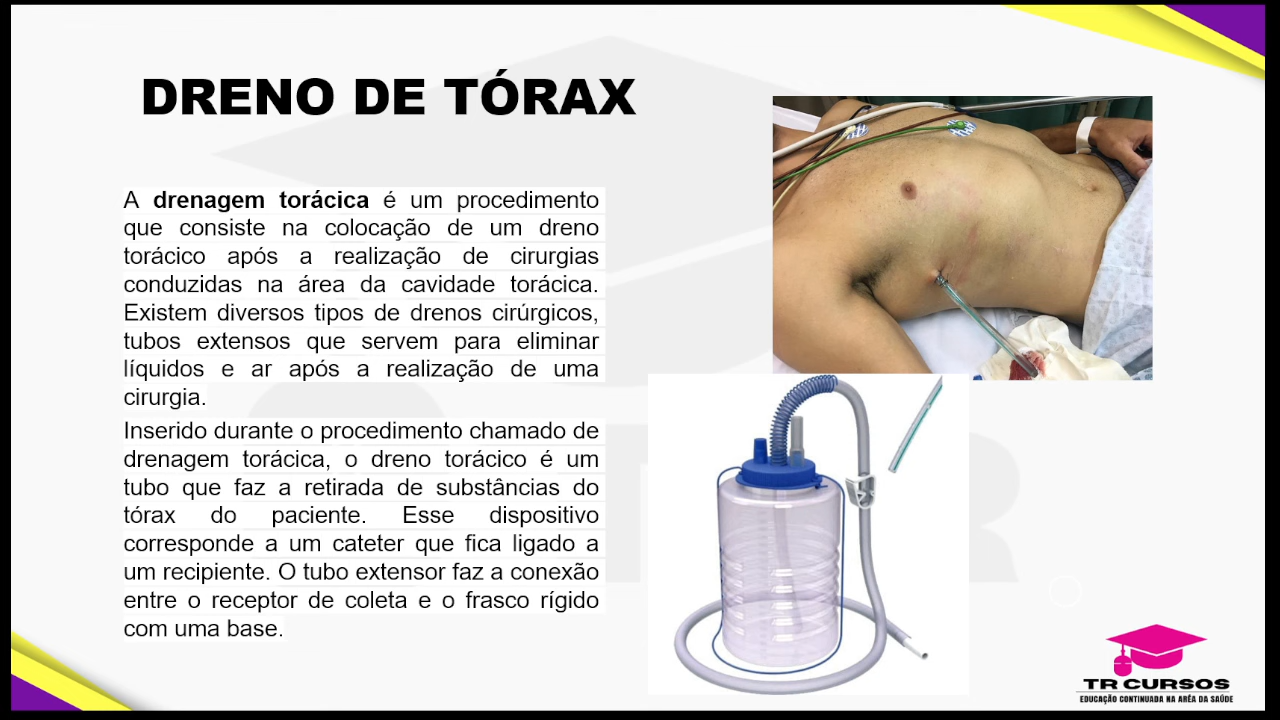 DRENO DE TÓRAX
A drenagem torácica é um procedimento
que consiste na colocação de um dreno
torácico após a realização de cirurgias
conduzidas na área da cavidade torácica.
Existem diversos tipos de drenos cirúrgicos,
tubos extensos que servem para eliminar
líquidos e ar após a realização de uma
cirurgia.
Inserido durante o procedimento chamado de
drenagem torácica, o dreno torácico é um
tubo que faz a retirada de substâncias do
tórax do paciente. Esse dispositivo
corresponde a um cateter que fica ligado a
um recipiente. O tubo extensor faz a conexão
entre o receptor de coleta e o frasco rígido
com uma base.
TR CURSOS
EDUCAÇÃO CONTINUADA NA ARÊA DA SAÚDE